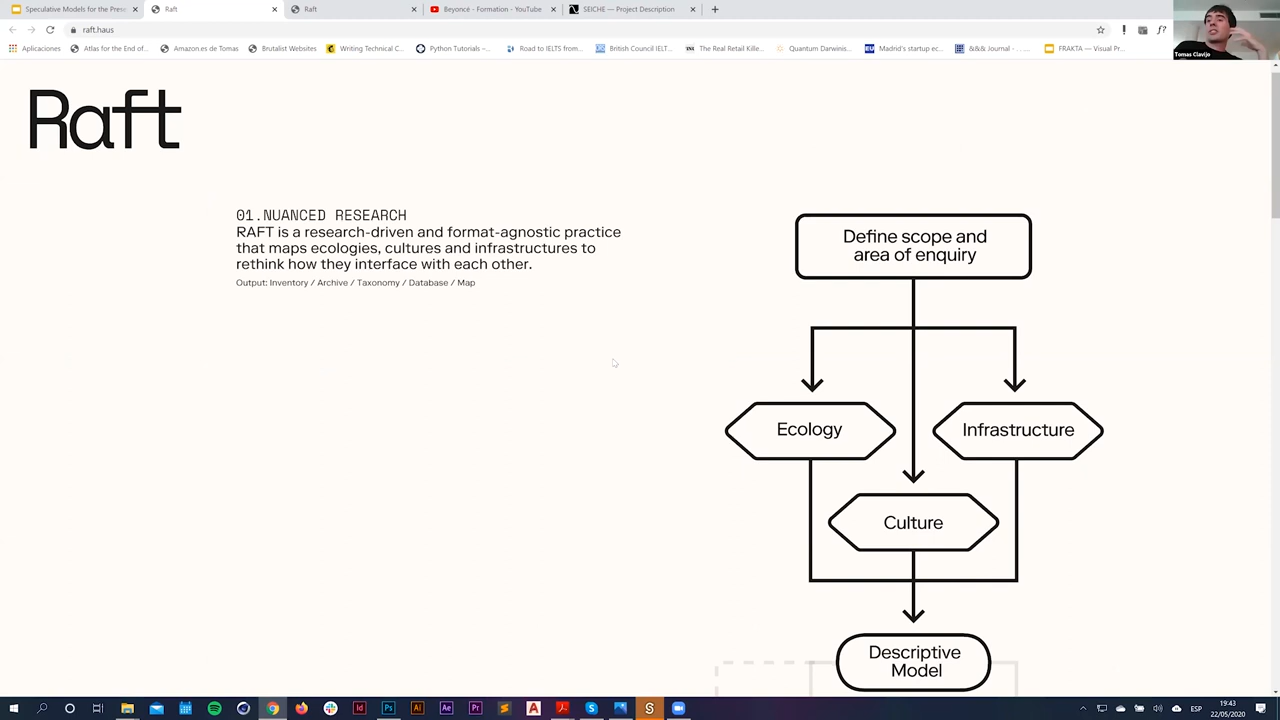 Speculative Models for the Pres
Raft
Raft
Beyoncé - Formation - YouTube
SEICHE — Project Description
raft.haus
f?
Aplicaciones
Atlas for the End of...
Amazon.es de Tomas
Brutalist Websites
Writing Technical C...
Python Tutorials –...
Road to IELTS from...
British Council IELT...
The Real Retail Kille...
Quantum Darwinis...
Madrid's startup ec...
&&& Journal - ... ...
FRAKTA — Visual Pr...
Tomas Clavijo
Raft
01.NUANCED RESEARCH
RAFT is a research-driven and format-agnostic practice
that maps ecologies, cultures and infrastructures to
rethink how they interface with each other.
Output: Inventory / Archive / Taxonomy / Database / Map
Define scope and
area of enquiry
Ecology
Infrastructure
Culture
Descriptive
Model
Id
Ps
Ai
Ae
Pr
A
S
S
ESP
19:43
22/05/2020